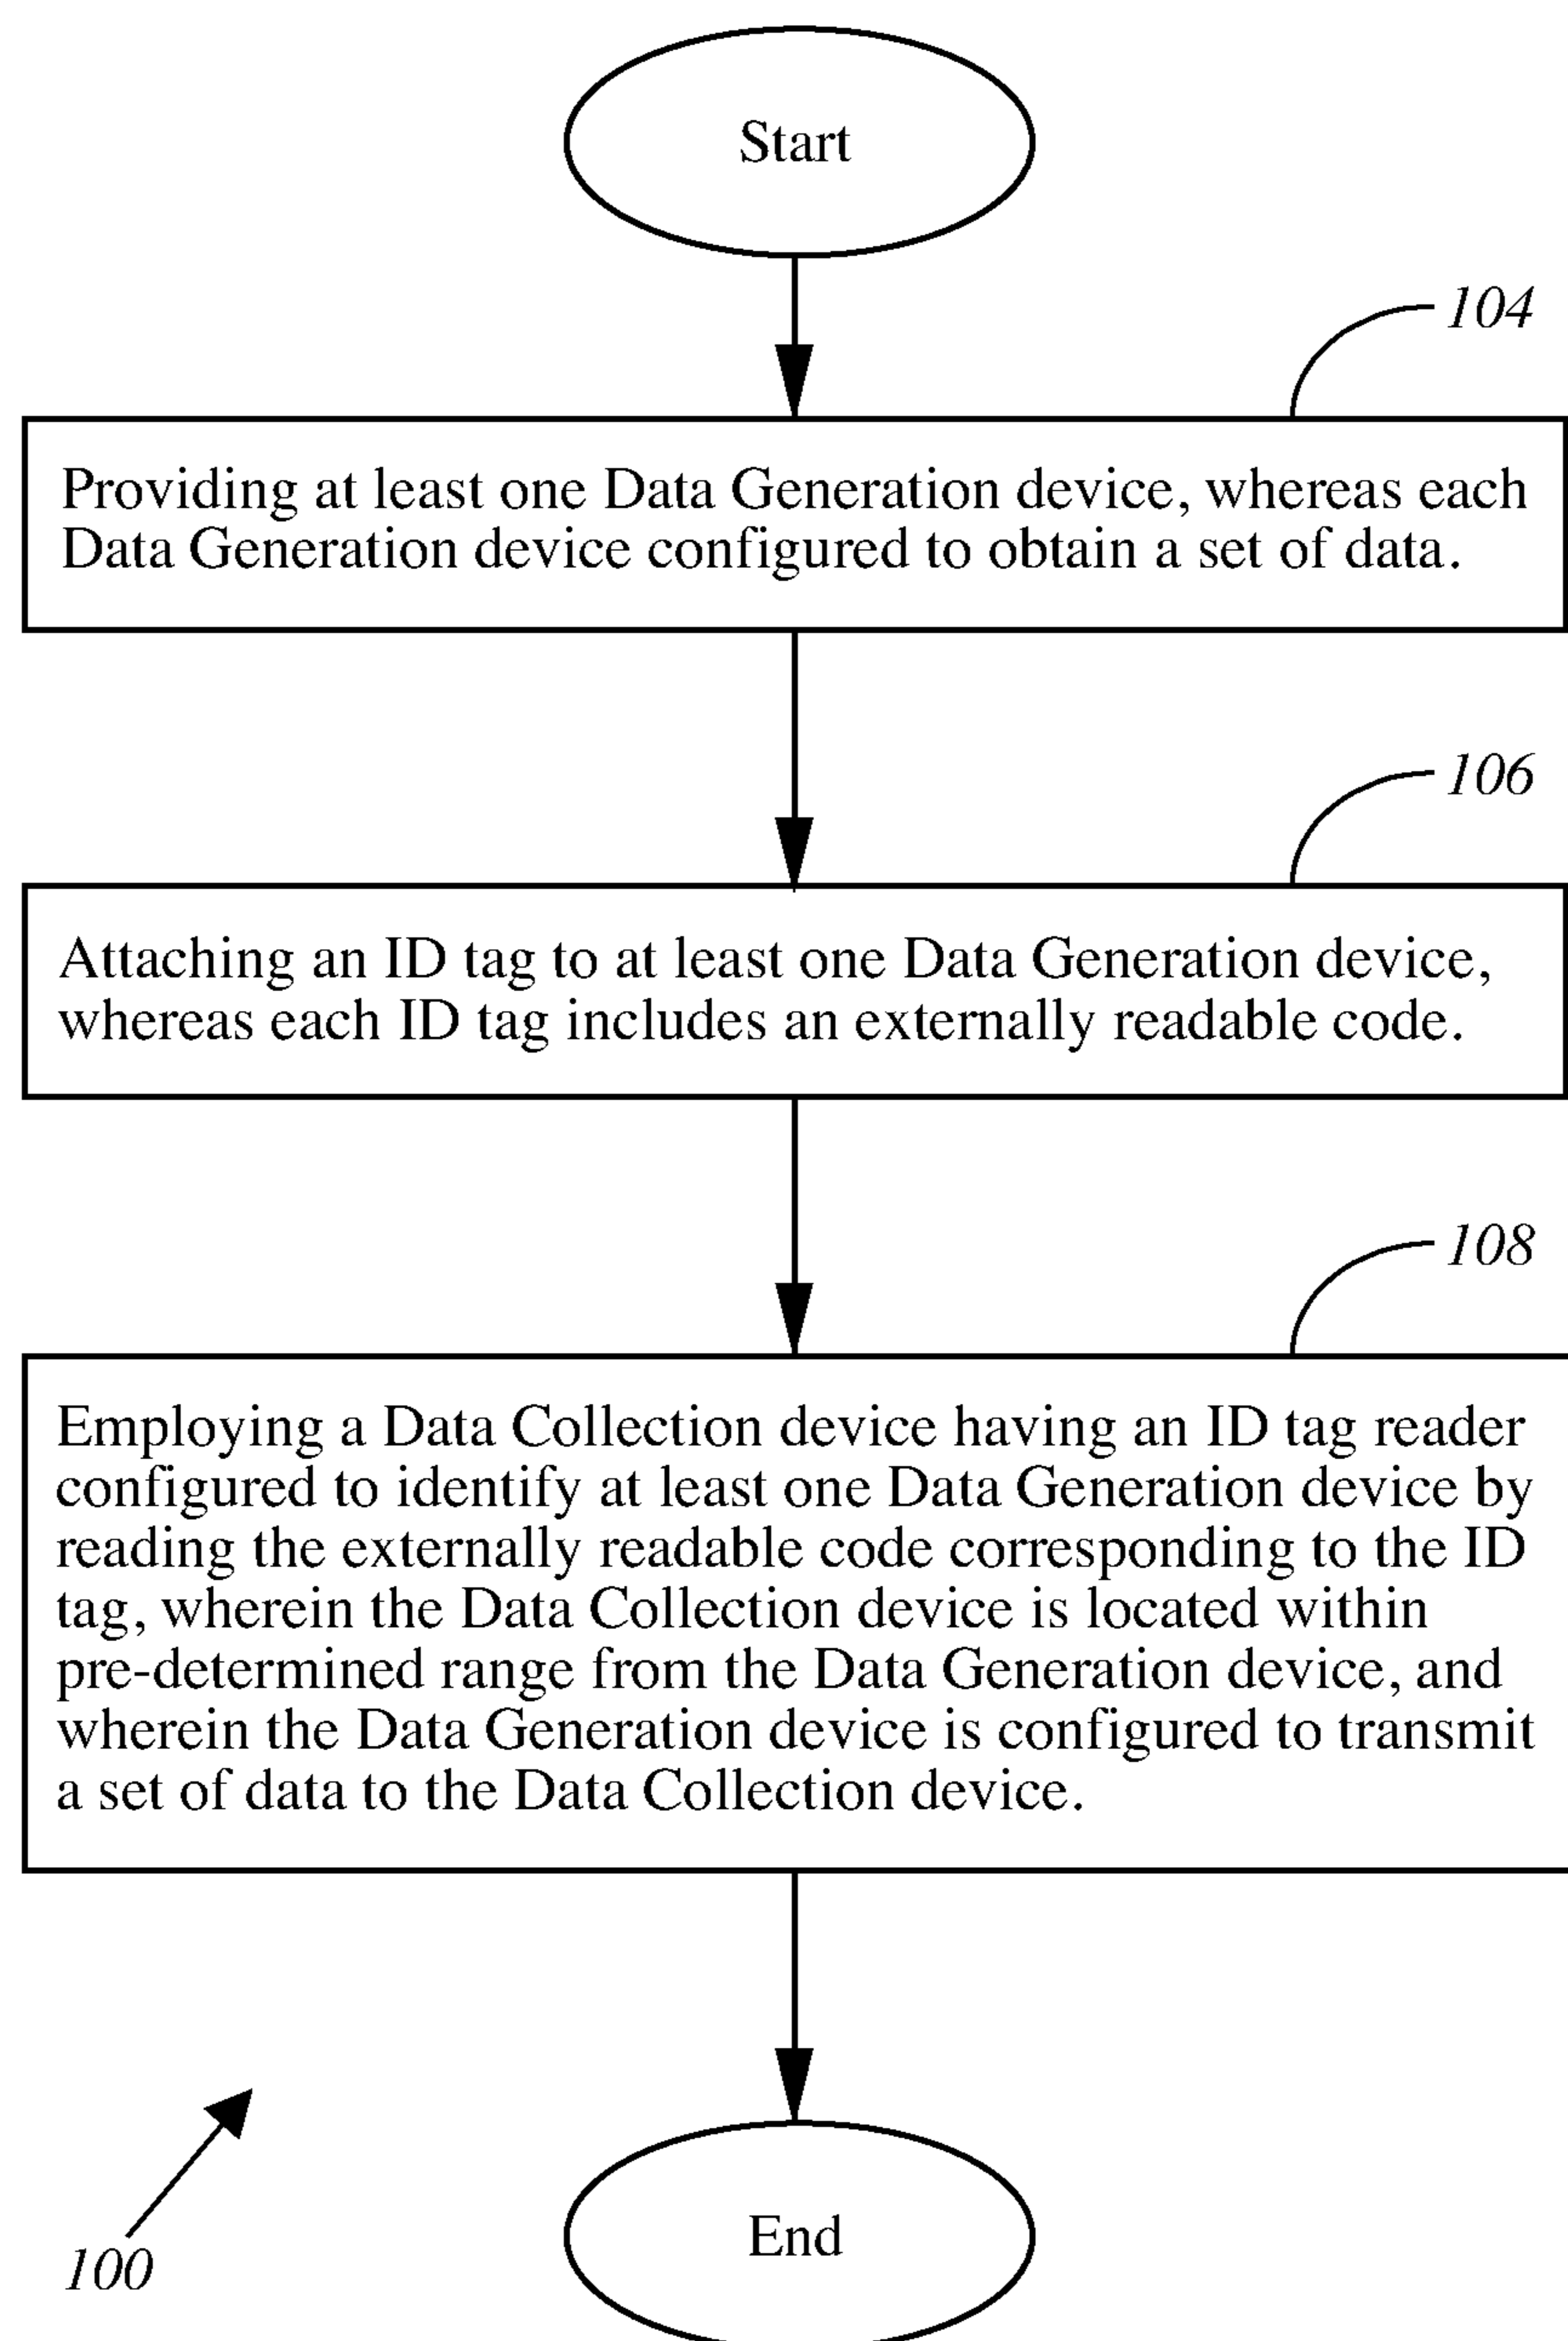 Start
104
Providing at least one Data Generation device, whereas each
Data Generation device configured to obtain a set of data.
106
Attaching an ID tag to at least one Data Generation device,
whereas each ID tag includes an externally readable code.
108
Employing a Data Collection device having an ID tag reader
configured to identify at least one Data Generation device by
reading the externally readable code corresponding to the ID
tag, wherein the Data Collection device is located within
pre-determined range from the Data Generation device, and
wherein the Data Generation device is configured to transmit
a set of data to the Data Collection device.
End
100